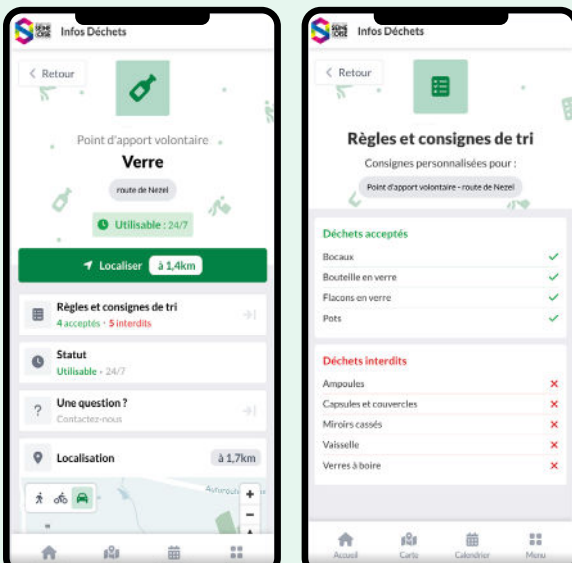 SEINE
OISE
Infos Déchets
Retour
Point d'apport volontaire
Verre
route de Nezel
Utilisable : 24/7
Localiser à 1,4km
Règles et consignes de tri
4 acceptés • 5 interdits
Statut
Utilisable • 24/7
Une question ?
Contactez-nous
Localisation à 1,7km
+
−
SEINE
OISE
Infos Déchets
Retour
Règles et consignes de tri
Consignes personnalisées pour :
Point d'apport volontaire - route de Nezel
Déchets acceptés
Bocaux
Bouteille en verre
Flacons en verre
Pots
Déchets interdits
Ampoules
Capsules et couvercles
Miroirs cassés
Vaisselle
Verres à boire
Accueil Carte Calendrier Menu